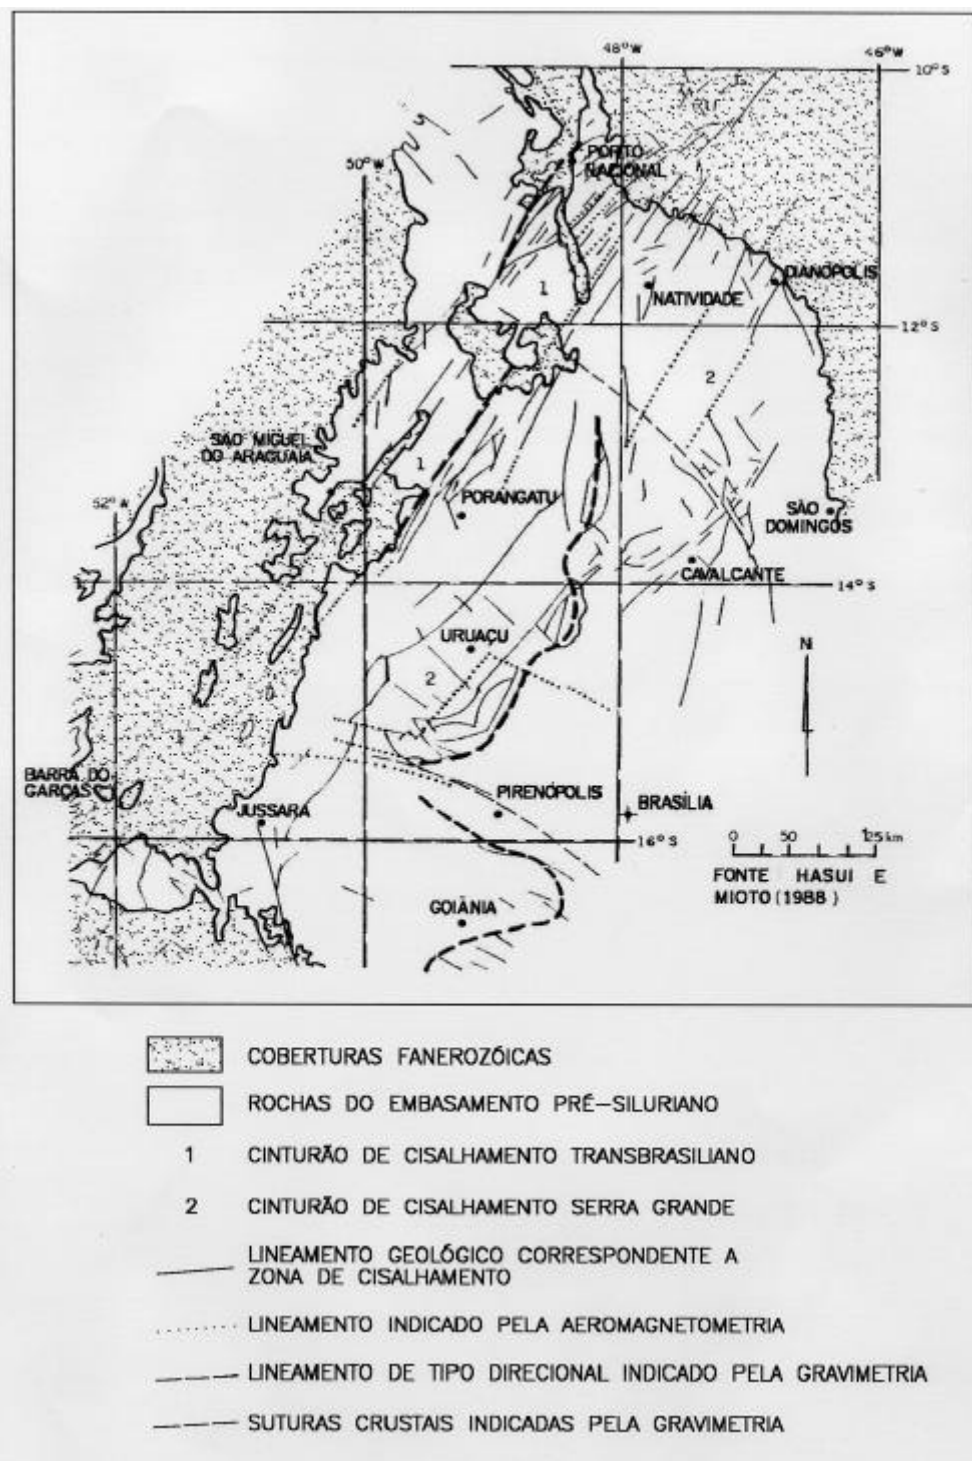 48°W
46°W
10°S
50°W
PORTO
NACIONAL
DIANÓPOLIS
NATIVIDADE
1
12°S
2
SÃO MIGUEL
DO ARAGUAIA
1
PORANGATU
52°W
SÃO
DOMINGOS
CAVALCANTE
14°S
URUAÇU
N
2
BARRA DO
GARÇAS
JUSSARA
PIRENÓPOLIS
BRASÍLIA
16°S
0 50 125 km
FONTE HASUI E
MIOTO (1988)
GOIÂNIA
COBERTURAS FANEROZÓICAS
ROCHAS DO EMBASAMENTO PRÉ-SILURIANO
1 CINTURÃO DE CISALHAMENTO TRANSBRASILIANO
2 CINTURÃO DE CISALHAMENTO SERRA GRANDE
LINEAMENTO GEOLÓGICO CORRESPONDENTE A
ZONA DE CISALHAMENTO
LINEAMENTO INDICADO PELA AEROMAGNETOMETRIA
LINEAMENTO DE TIPO DIRECIONAL INDICADO PELA GRAVIMETRIA
SUTURAS CRUSTAIS INDICADAS PELA GRAVIMETRIA